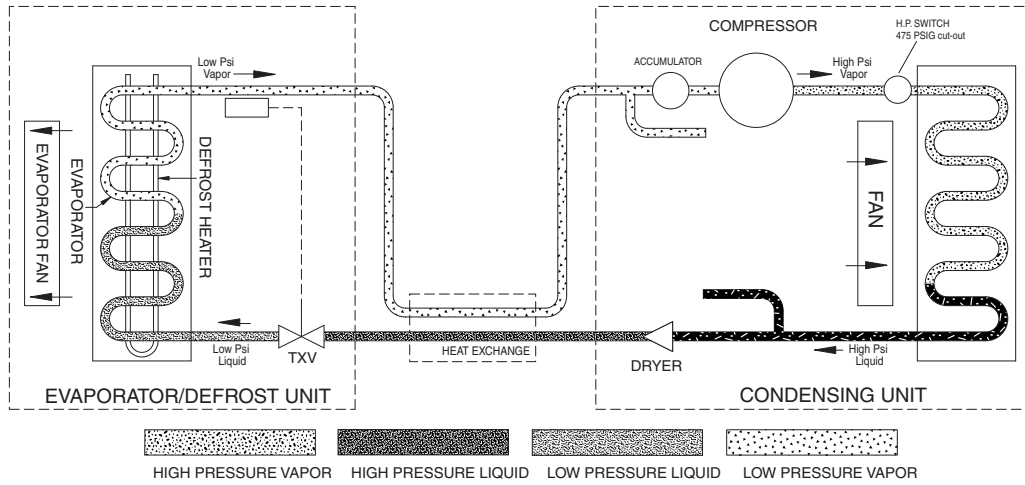 COMPRESSOR
H.P. SWITCH
475 PSIG cut-out
Low Psi
Vapor
ACCUMULATOR
High Psi
Vapor
EVAPORATOR FAN
EVAPORATOR
DEFROST HEATER
FAN
Low Psi
Liquid
TXV
HEAT EXCHANGE
DRYER
High Psi
Liquid
EVAPORATOR/DEFROST UNIT
CONDENSING UNIT
HIGH PRESSURE VAPOR
HIGH PRESSURE LIQUID
LOW PRESSURE LIQUID
LOW PRESSURE VAPOR